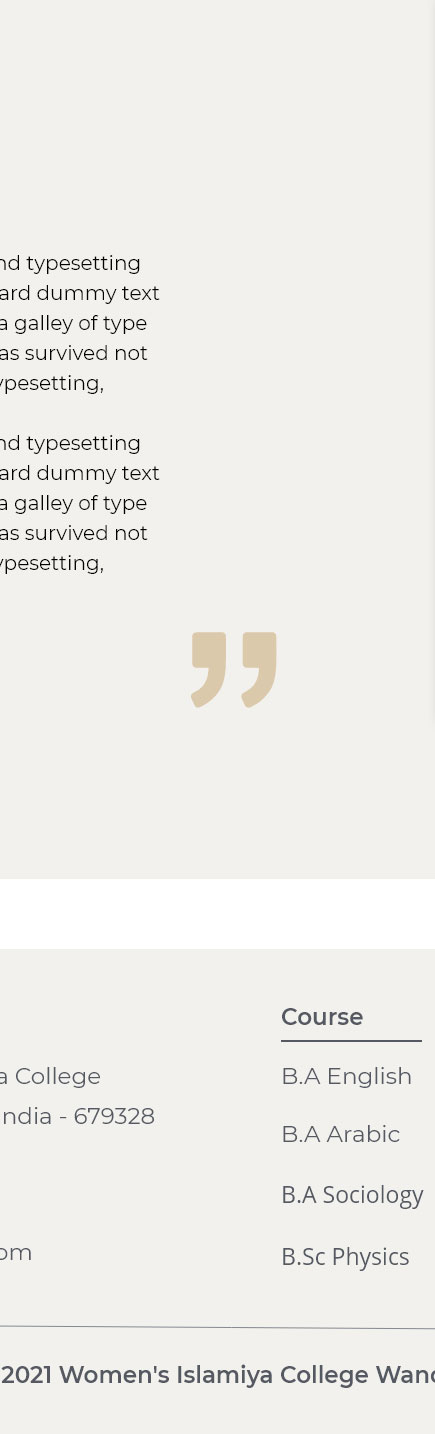 nd typesetting
ard dummy text
a galley of type
as survived not
ypesetting,
nd typesetting
ard dummy text
a galley of type
as survived not
ypesetting,
Course
a College
B.A English
ndia - 679328
B.A Arabic
B.A Sociology
om
B.Sc Physics
2021 Women's Islamiya College Wand